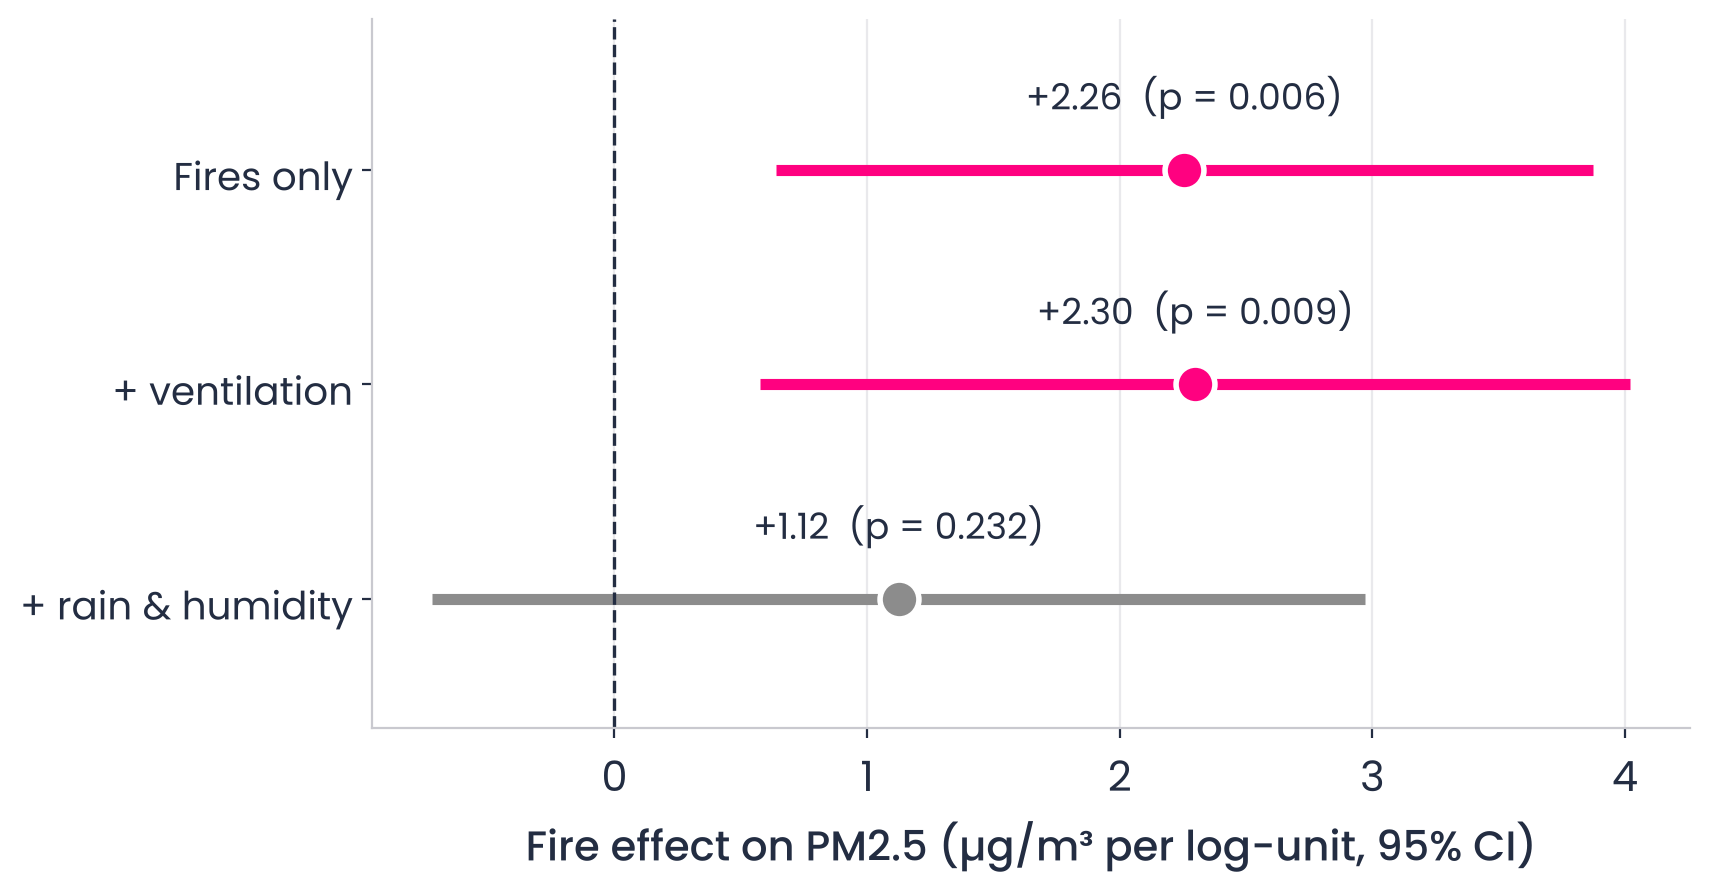 +2.26 (p = 0.006)
Fires only
+2.30 (p = 0.009)
+ ventilation
+1.12 (p = 0.232)
+ rain & humidity
0 1 2 3 4
Fire effect on PM2.5 (µg/m³ per log-unit, 95% CI)